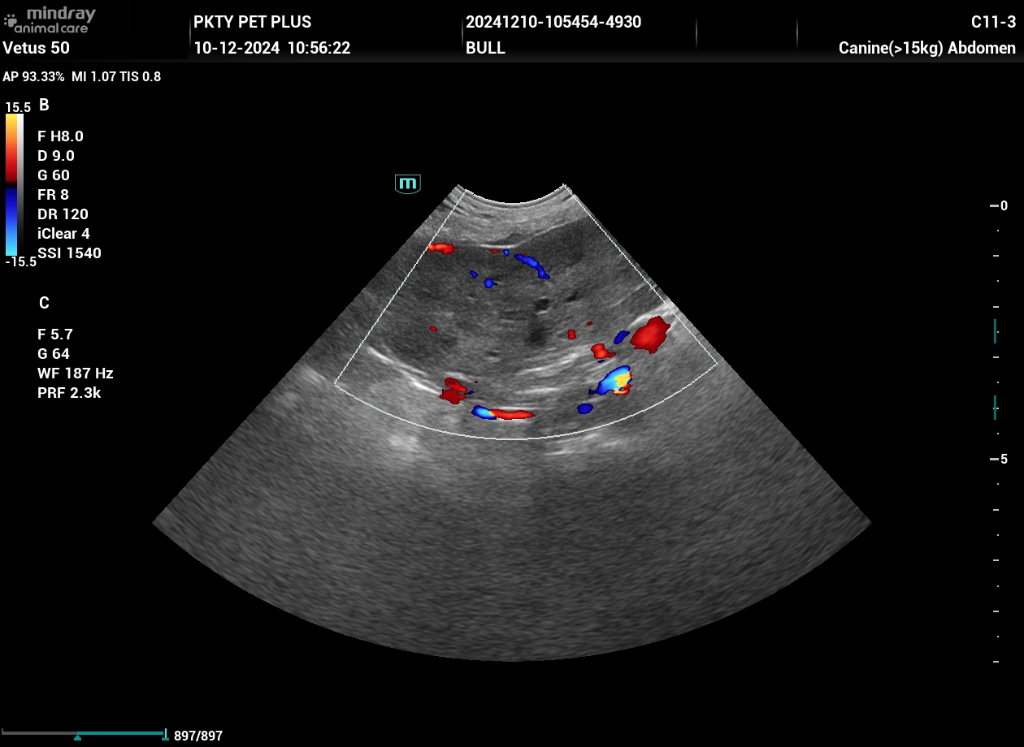 mindray
animalcare
Vetus 50
PKTY PET PLUS
10-12-2024 10:56:22
20241210-105454-4930
BULL
C11-3
Canine(>15kg) Abdomen
AP 93.33% MI 1.07 TIS 0.8
15.5
B
F H8.0
D 9.0
G 60
FR 8
DR 120
iClear 4
-15.5
SSI 1540
C
F 5.7
G 64
WF 187 Hz
PRF 2.3k
m
0
5
897/897